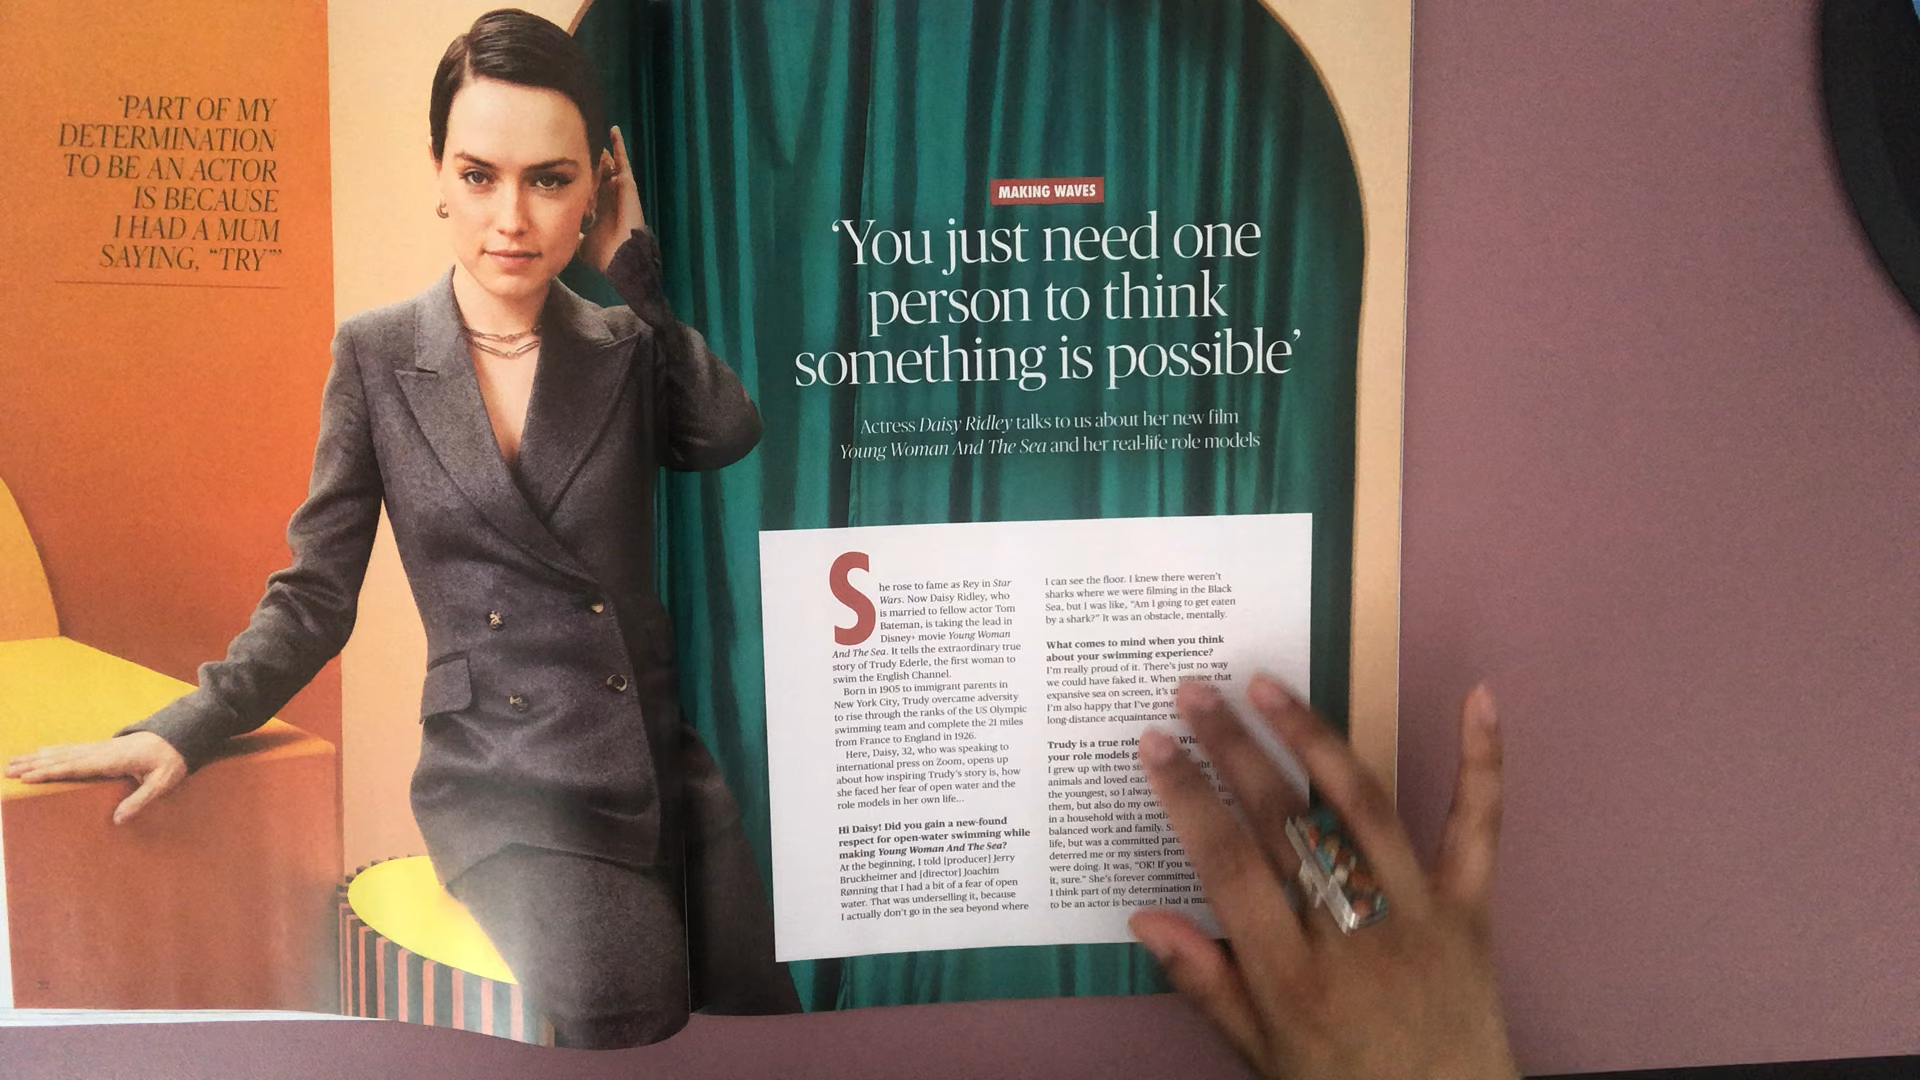 ‘PART OF MY
DETERMINATION
TO BE AN ACTOR
IS BECAUSE
I HAD A MUM
SAYING, “TRY”’
MAKING WAVES
‘You just need one
person to think
something is possible’
Actress Daisy Ridley talks to us about her new film
Young Woman And The Sea and her real-life role models
She rose to fame as Rey in Star
Wars. Now Daisy Ridley, who
is married to fellow actor Tom
Bateman, is taking the lead in
Disney+ movie Young Woman
And The Sea. It tells the extraordinary true
story of Trudy Ederle, the first woman to
swim the English Channel.
Born in 1905 to immigrant parents in
New York City, Trudy overcame adversity
to rise through the ranks of the US Olympic
swimming team and complete the 21 miles
from France to England in 1926.
Here, Daisy, 32, who was speaking to
international press on Zoom, opens up
about how inspiring Trudy’s story is, how
she faced her fear of open water and the
role models in her own life...
Hi Daisy! Did you gain a new-found
respect for open-water swimming while
making Young Woman And The Sea?
At the beginning, I told [producer] Jerry
Bruckheimer and [director] Joachim
Rønning that I had a bit of a fear of open
water. That was underselling it, because
I actually don’t go in the sea beyond where
I can see the floor. I knew there weren’t
sharks where we were filming in the Black
Sea, but I was like, “Am I going to get eaten
by a shark?” It was an obstacle, mentally.
What comes to mind when you think
about your swimming experience?
I’m really proud of it. There’s just no way
we could have faked it. When you see that
expansive sea on screen, it’s
I’m also happy that I’ve gone
long-distance acquaintance
Trudy is a true role
your role models
I grew up with two
animals and loved
the youngest, so I
them, but also do my own
in a household with a
balanced work and family.
life, but was a committed
deterred me or my sisters from
were doing. It was, “OK! If you
it, sure.” She’s forever committed
I think part of my determination
to be an actor is because I had a